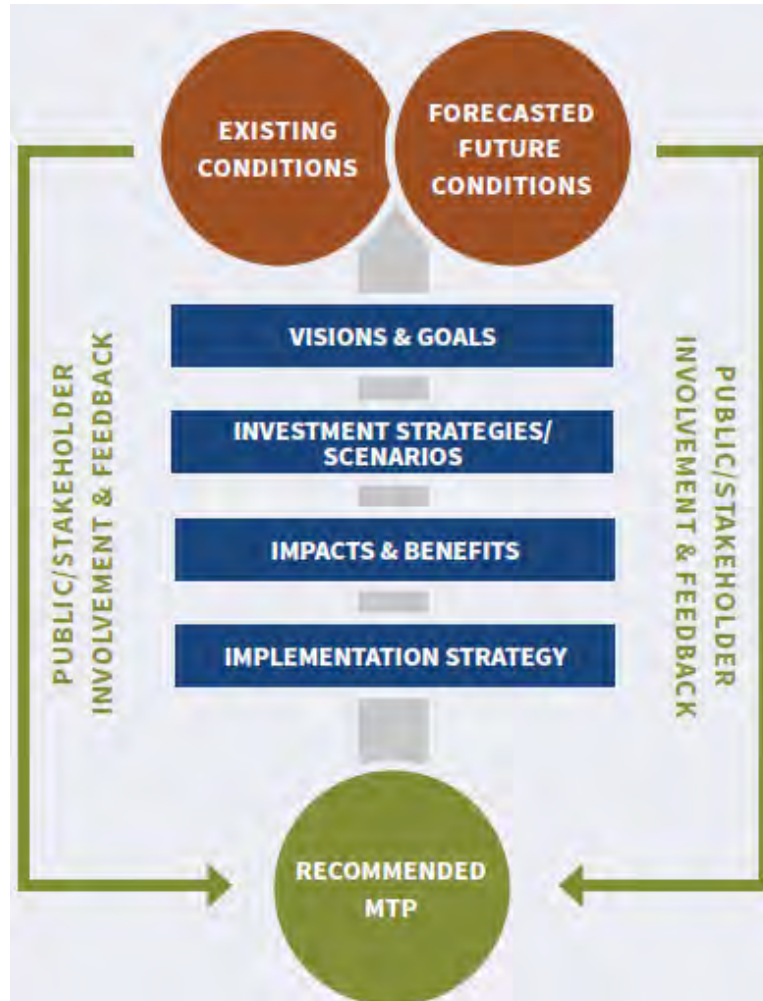 EXISTING
CONDITIONS
FORECASTED
FUTURE
CONDITIONS
VISIONS & GOALS
INVESTMENT STRATEGIES/
SCENARIOS
IMPACTS & BENEFITS
IMPLEMENTATION STRATEGY
PUBLIC/STAKEHOLDER
INVOLVEMENT & FEEDBACK
PUBLIC/STAKEHOLDER
INVOLVEMENT & FEEDBACK
RECOMMENDED
MTP